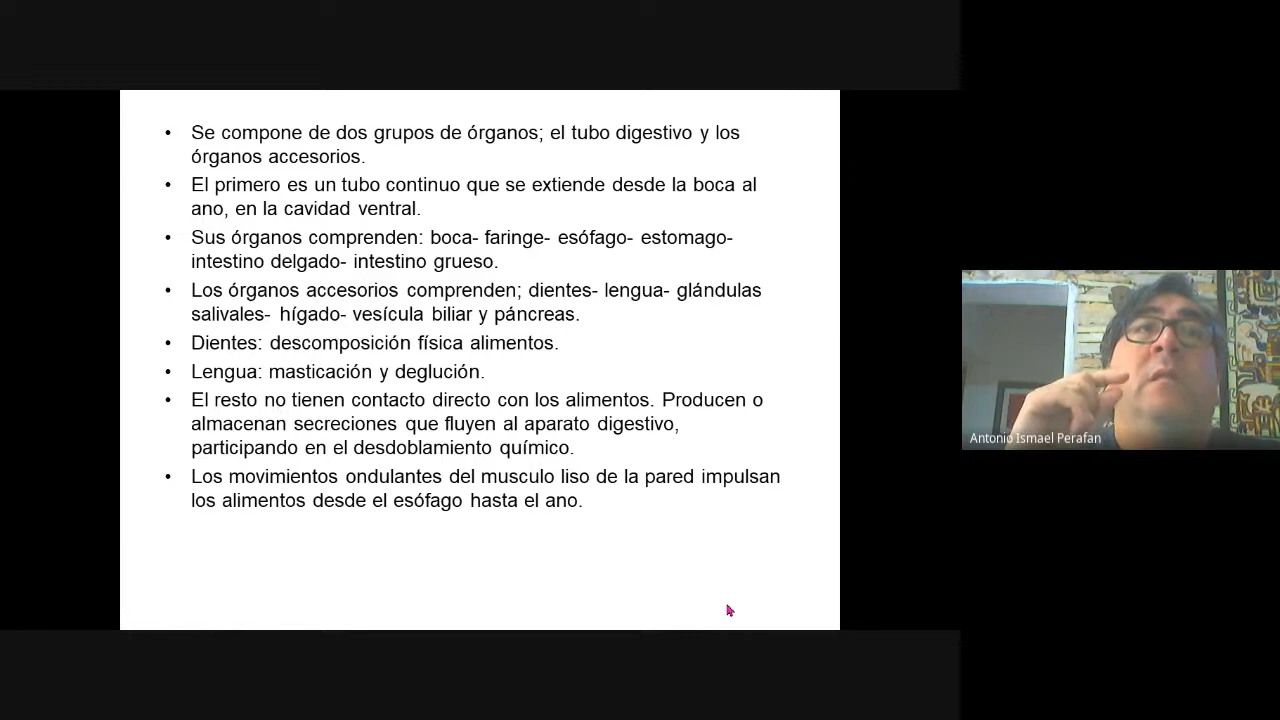 • Se compone de dos grupos de órganos; el tubo digestivo y los
órganos accesorios.
• El primero es un tubo continuo que se extiende desde la boca al
ano, en la cavidad ventral.
• Sus órganos comprenden: boca- faringe- esófago- estomago-
intestino delgado- intestino grueso.
• Los órganos accesorios comprenden; dientes- lengua- glándulas
salivales- hígado- vesícula biliar y páncreas.
• Dientes: descomposición física alimentos.
• Lengua: masticación y deglución.
• El resto no tienen contacto directo con los alimentos. Producen o
almacenan secreciones que fluyen al aparato digestivo,
participando en el desdoblamiento químico.
• Los movimientos ondulantes del musculo liso de la pared impulsan
los alimentos desde el esófago hasta el ano.
Antonio Ismael Perafan